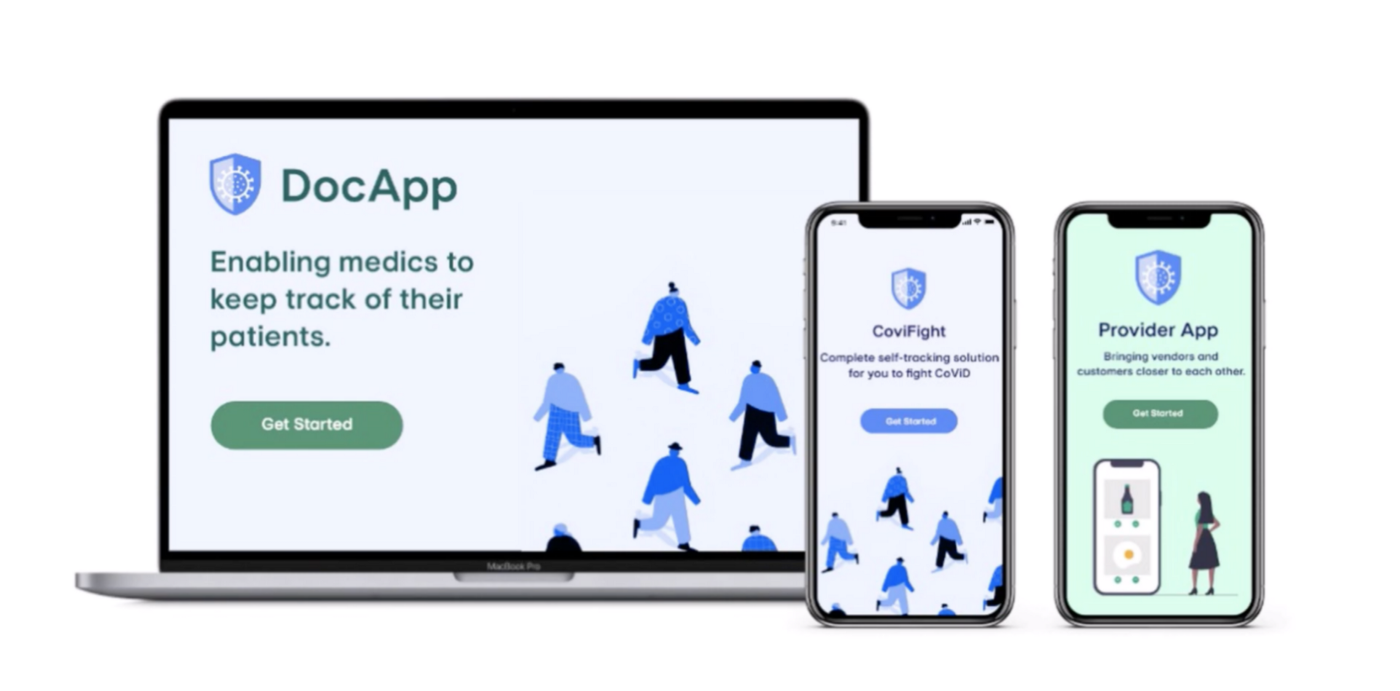 DocApp
Enabling medics to
keep track of their
patients.
Get Started
MacBook Pro
9:41
CoviFight
Complete self-tracking solution
for you to fight CoViD
Get Started
Provider App
Bringing vendors and
customers closer to each other.
Get Started